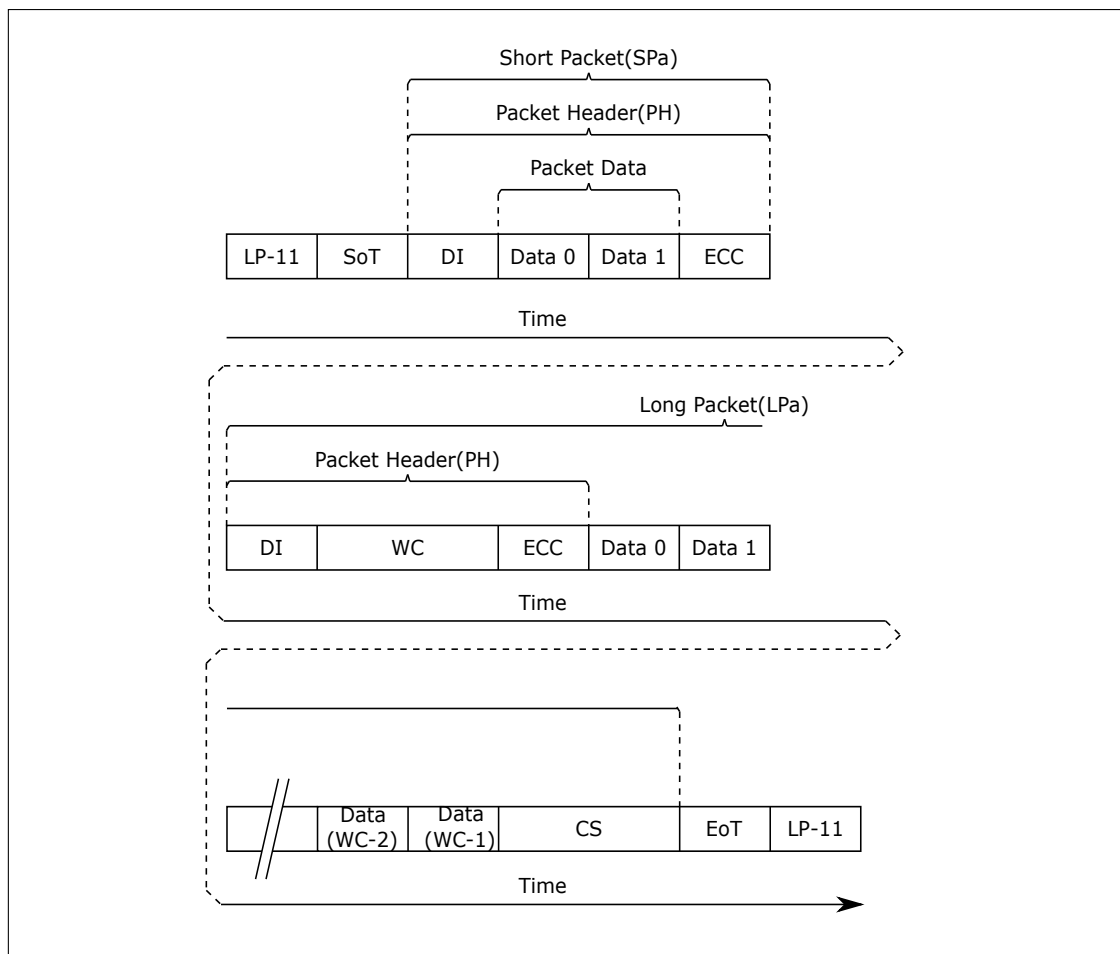 Short Packet(SPa)
Packet Header(PH)
Packet Data
LP-11 SoT DI Data 0 Data 1 ECC
Time
Long Packet(LPa)
Packet Header(PH)
DI WC ECC Data 0 Data 1
Time
Data (WC-2) Data (WC-1) CS EoT LP-11
Time